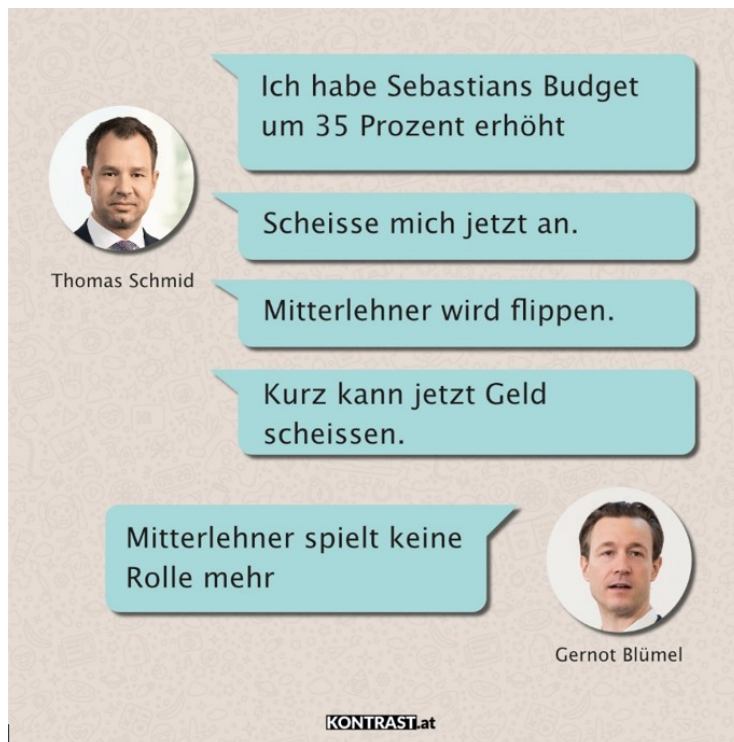 Ich habe Sebastians Budget
um 35 Prozent erhöht
Scheisse mich jetzt an.
Thomas Schmid
Mitterlehner wird flippen.
Kurz kann jetzt Geld
scheissen.
Mitterlehner spielt keine
Rolle mehr
Gernot Blümel
KONTRAST.at